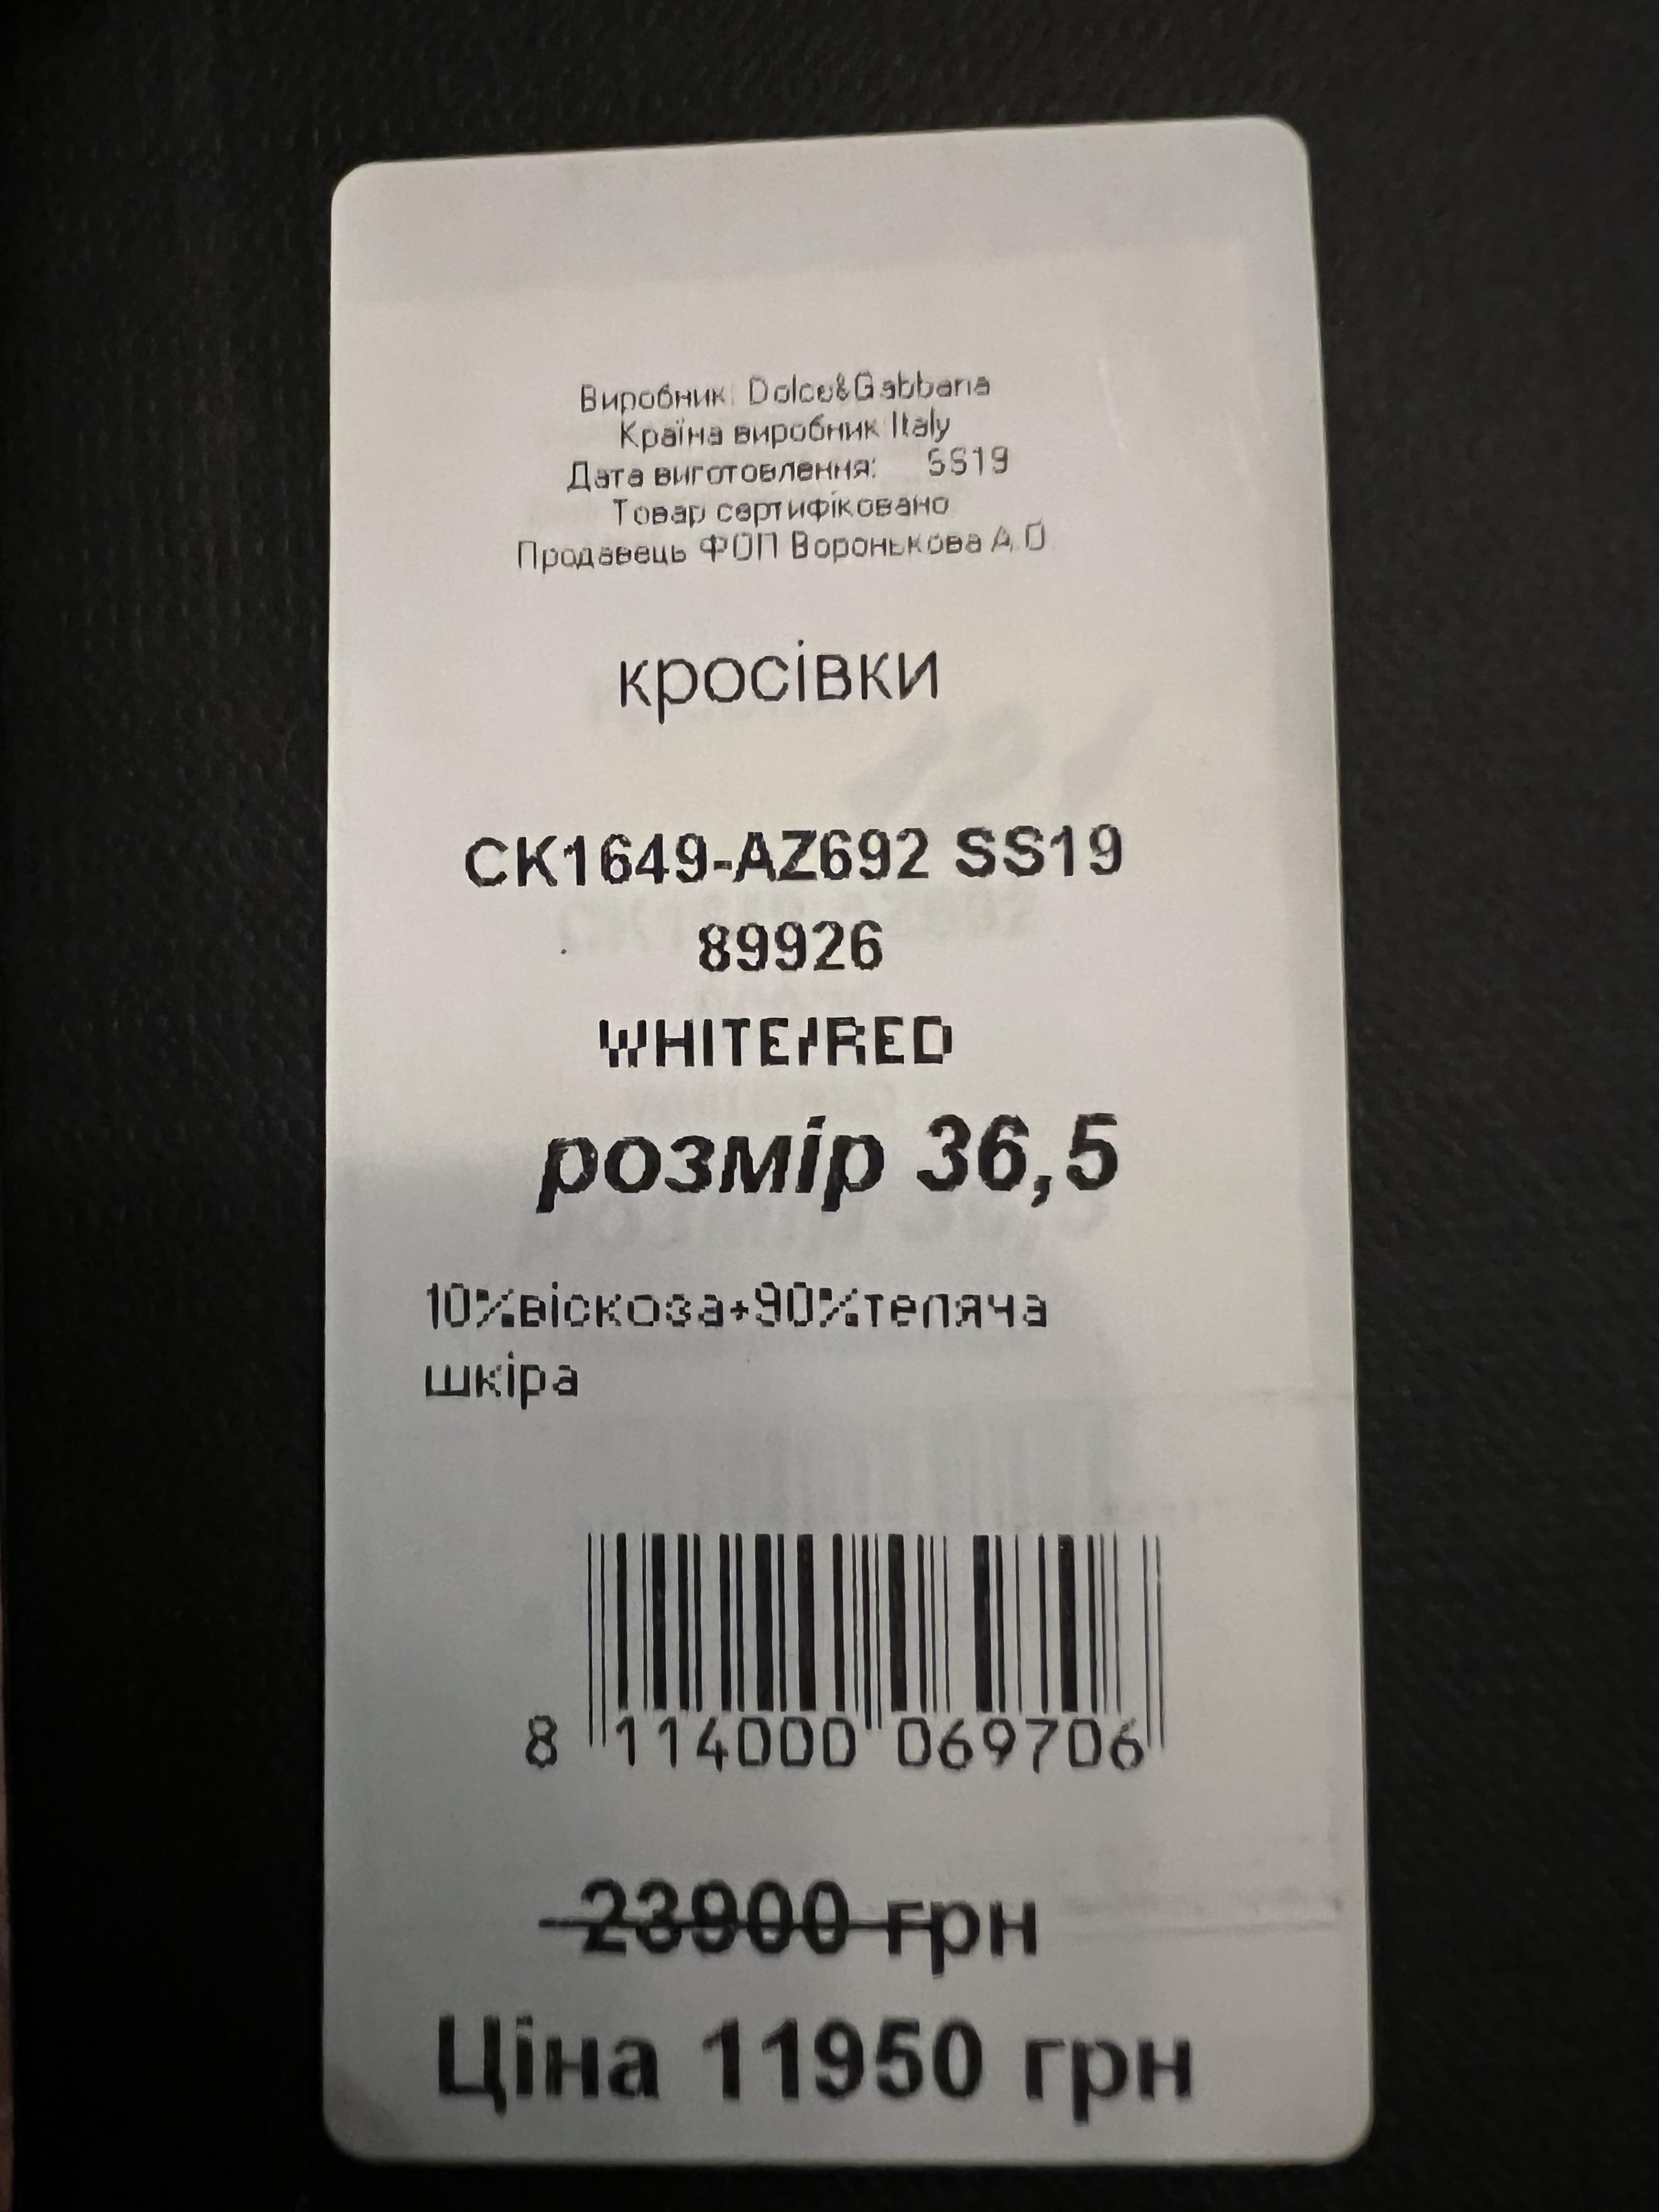 Виробник: Dolce&Gabbana
Країна виробник Italy
Дата виготовлення: SS19
Товар сертифіковано
Продавець ФОП Воронькова А.О
кросівки
CK1649-AZ692 SS19
89926
WHITE/RED
розмір 36,5
10%віскоза+90%теляча
шкіра
8 114000 069706
23900 грн
Ціна 11950 грн